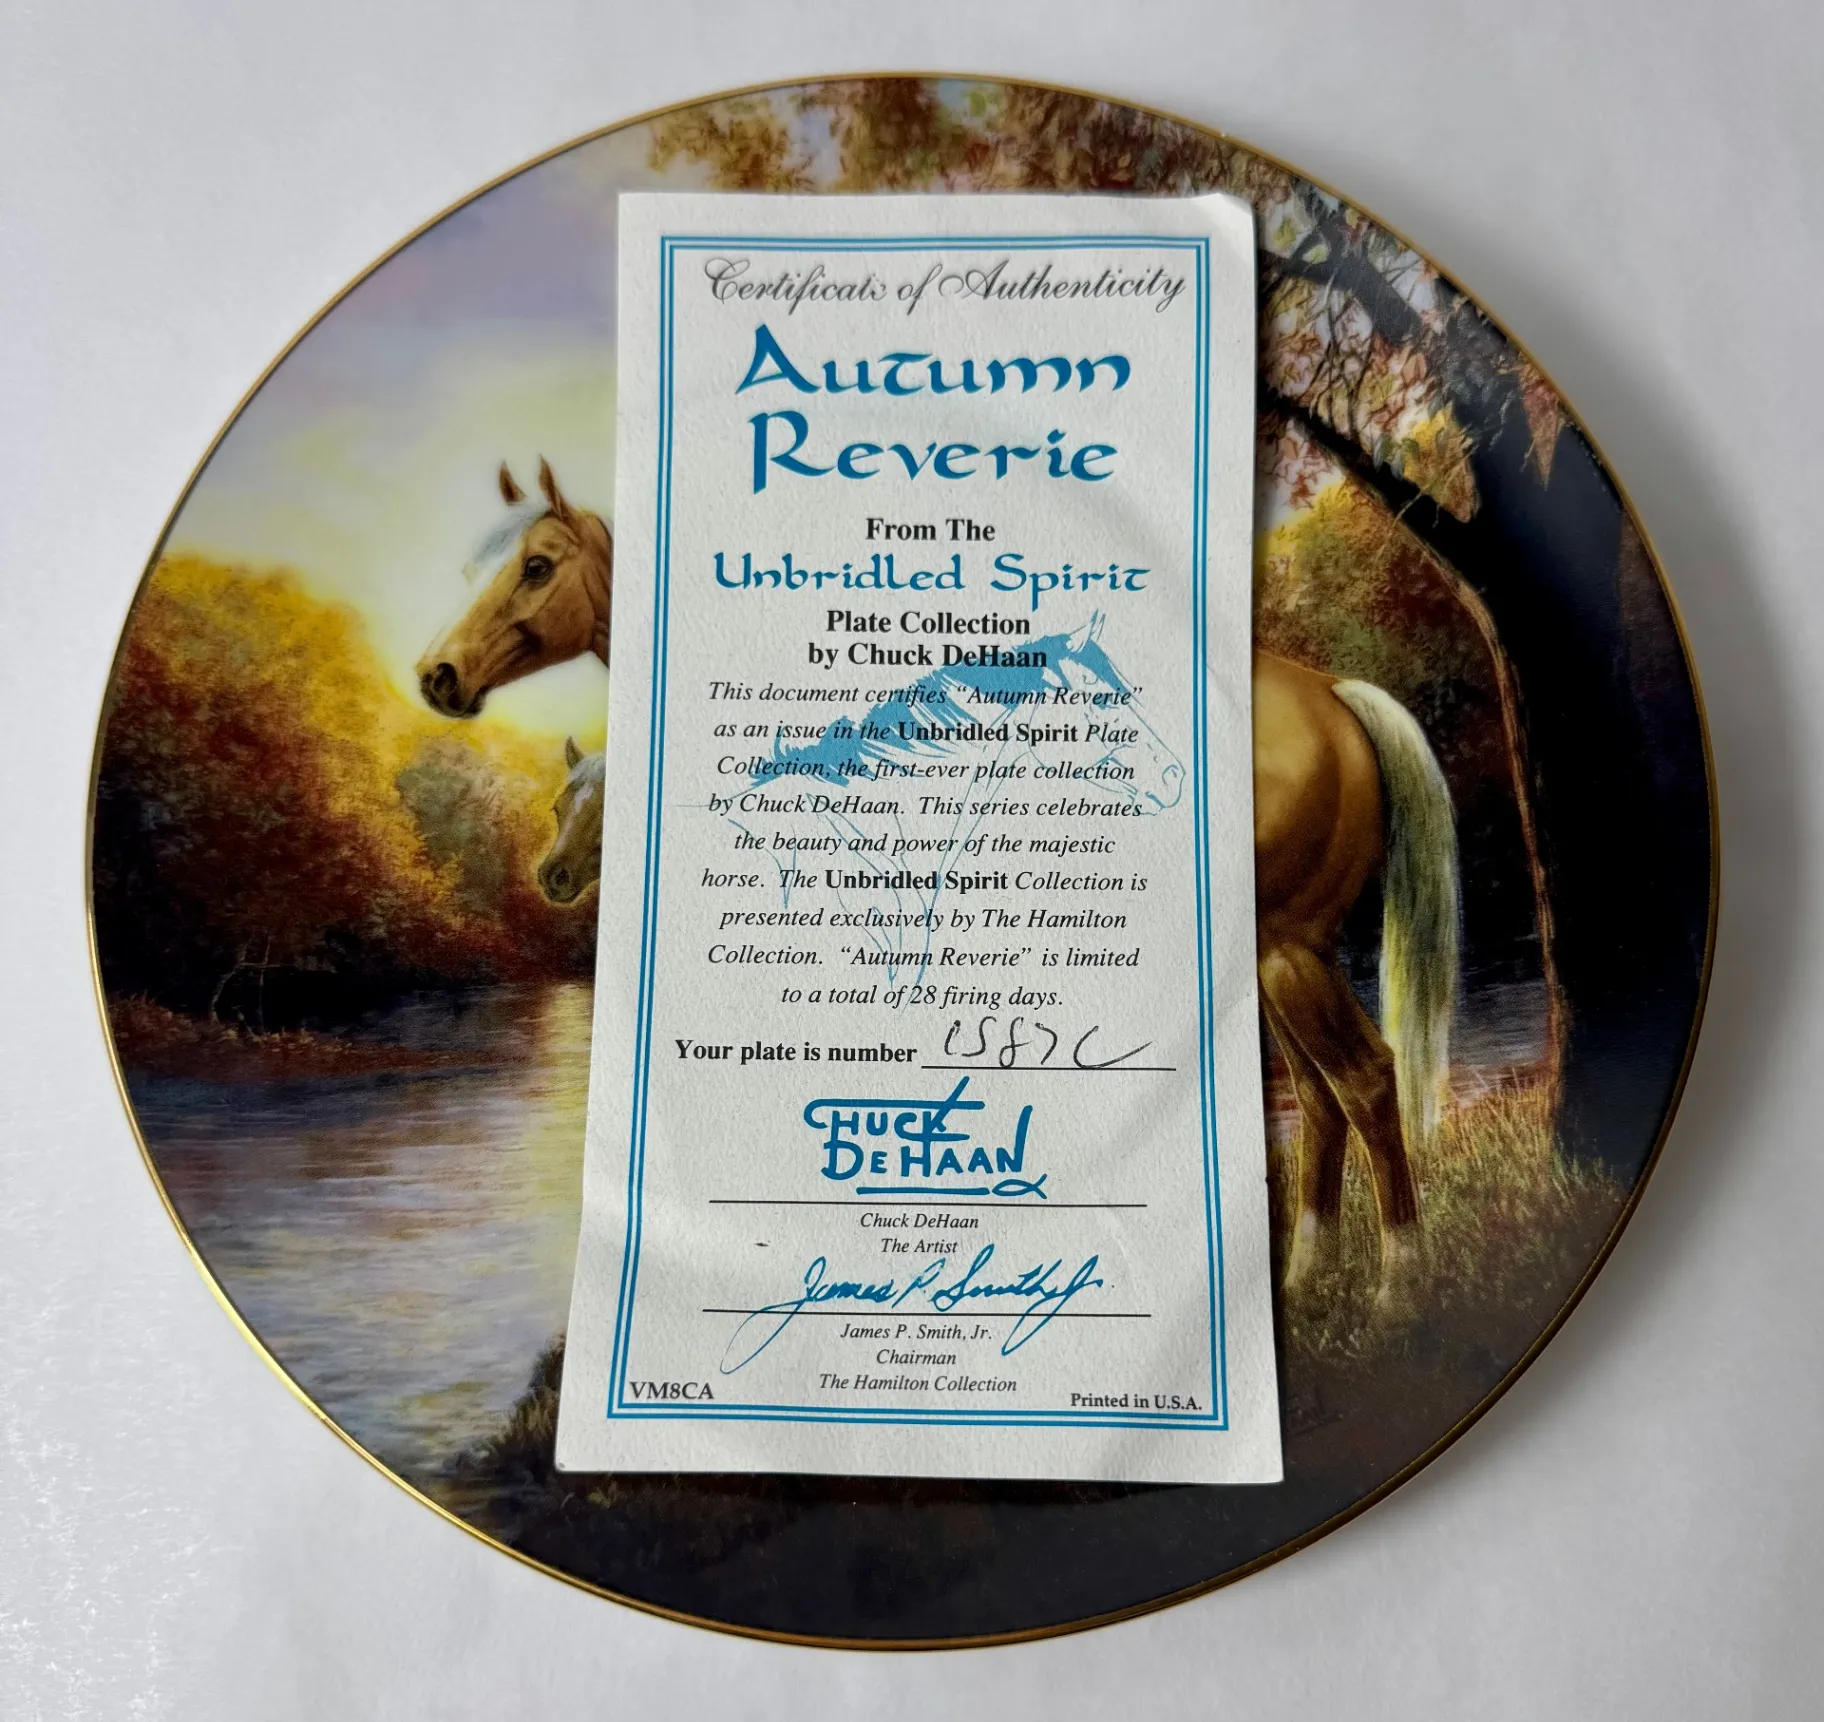 Certificate of Authenticity
Autumn
Reverie
From The
Unbridled Spirit
Plate Collection
by Chuck DeHaan
This document certifies “Autumn Reverie”
as an issue in the Unbridled Spirit Plate
Collection, the first-ever plate collection
by Chuck DeHaan. This series celebrates
the beauty and power of the majestic
horse. The Unbridled Spirit Collection is
presented exclusively by The Hamilton
Collection. “Autumn Reverie” is limited
to a total of 28 firing days.
Your plate is number 1587C
CHUCK
DEHAAN
Chuck DeHaan
The Artist
James P. Smith Jr.
James P. Smith, Jr.
Chairman
The Hamilton Collection
VM8CA
Printed in U.S.A.